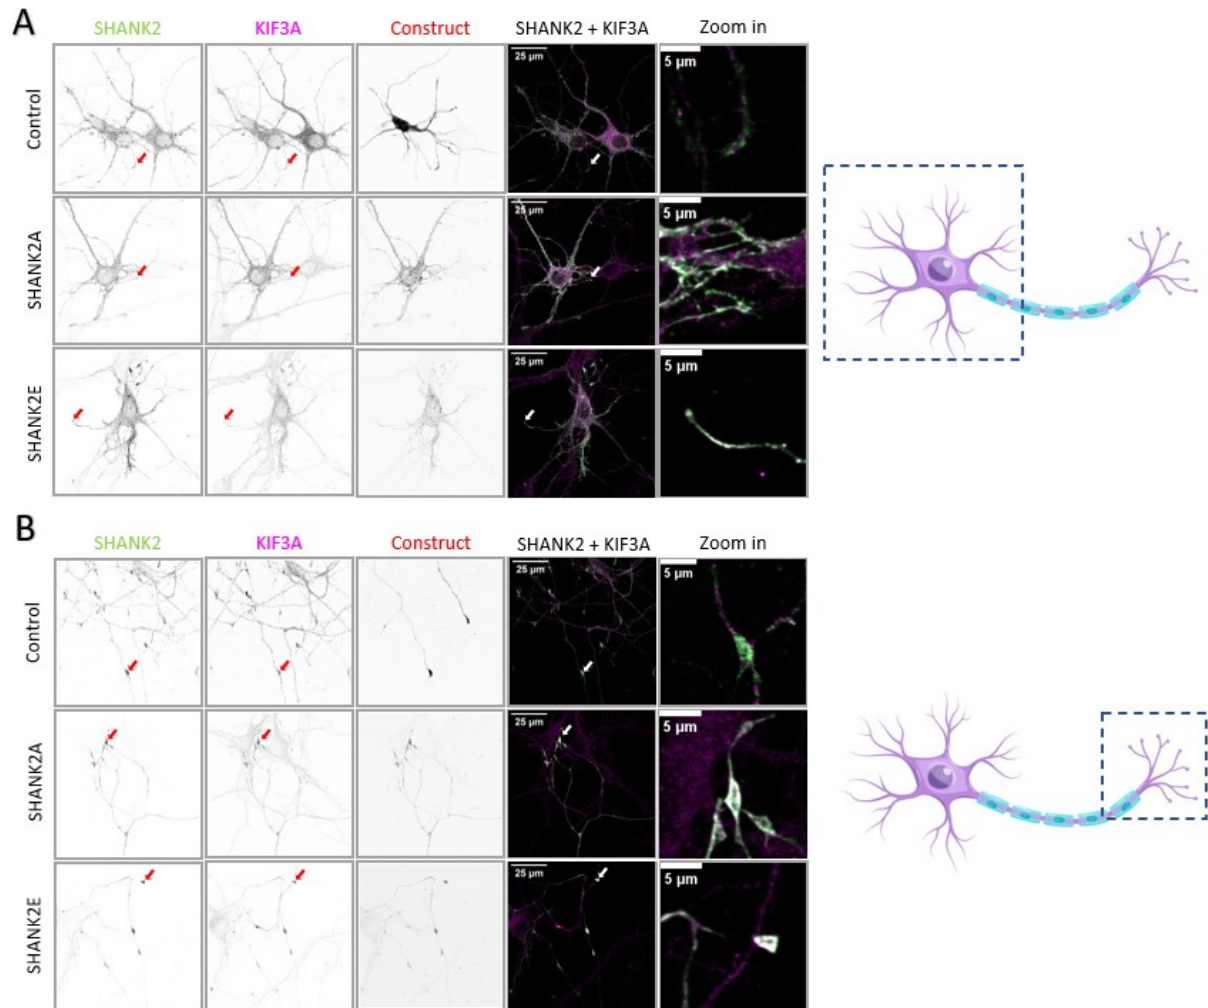 A
SHANK2 KIF3A Construct SHANK2 + KIF3A Zoom in
Control
25 µm
5 µm
SHANK2A
25 µm
5 µm
SHANK2E
25 µm
5 µm
B
SHANK2 KIF3A Construct SHANK2 + KIF3A Zoom in
Control
25 µm
5 µm
SHANK2A
25 µm
5 µm
SHANK2E
25 µm
5 µm